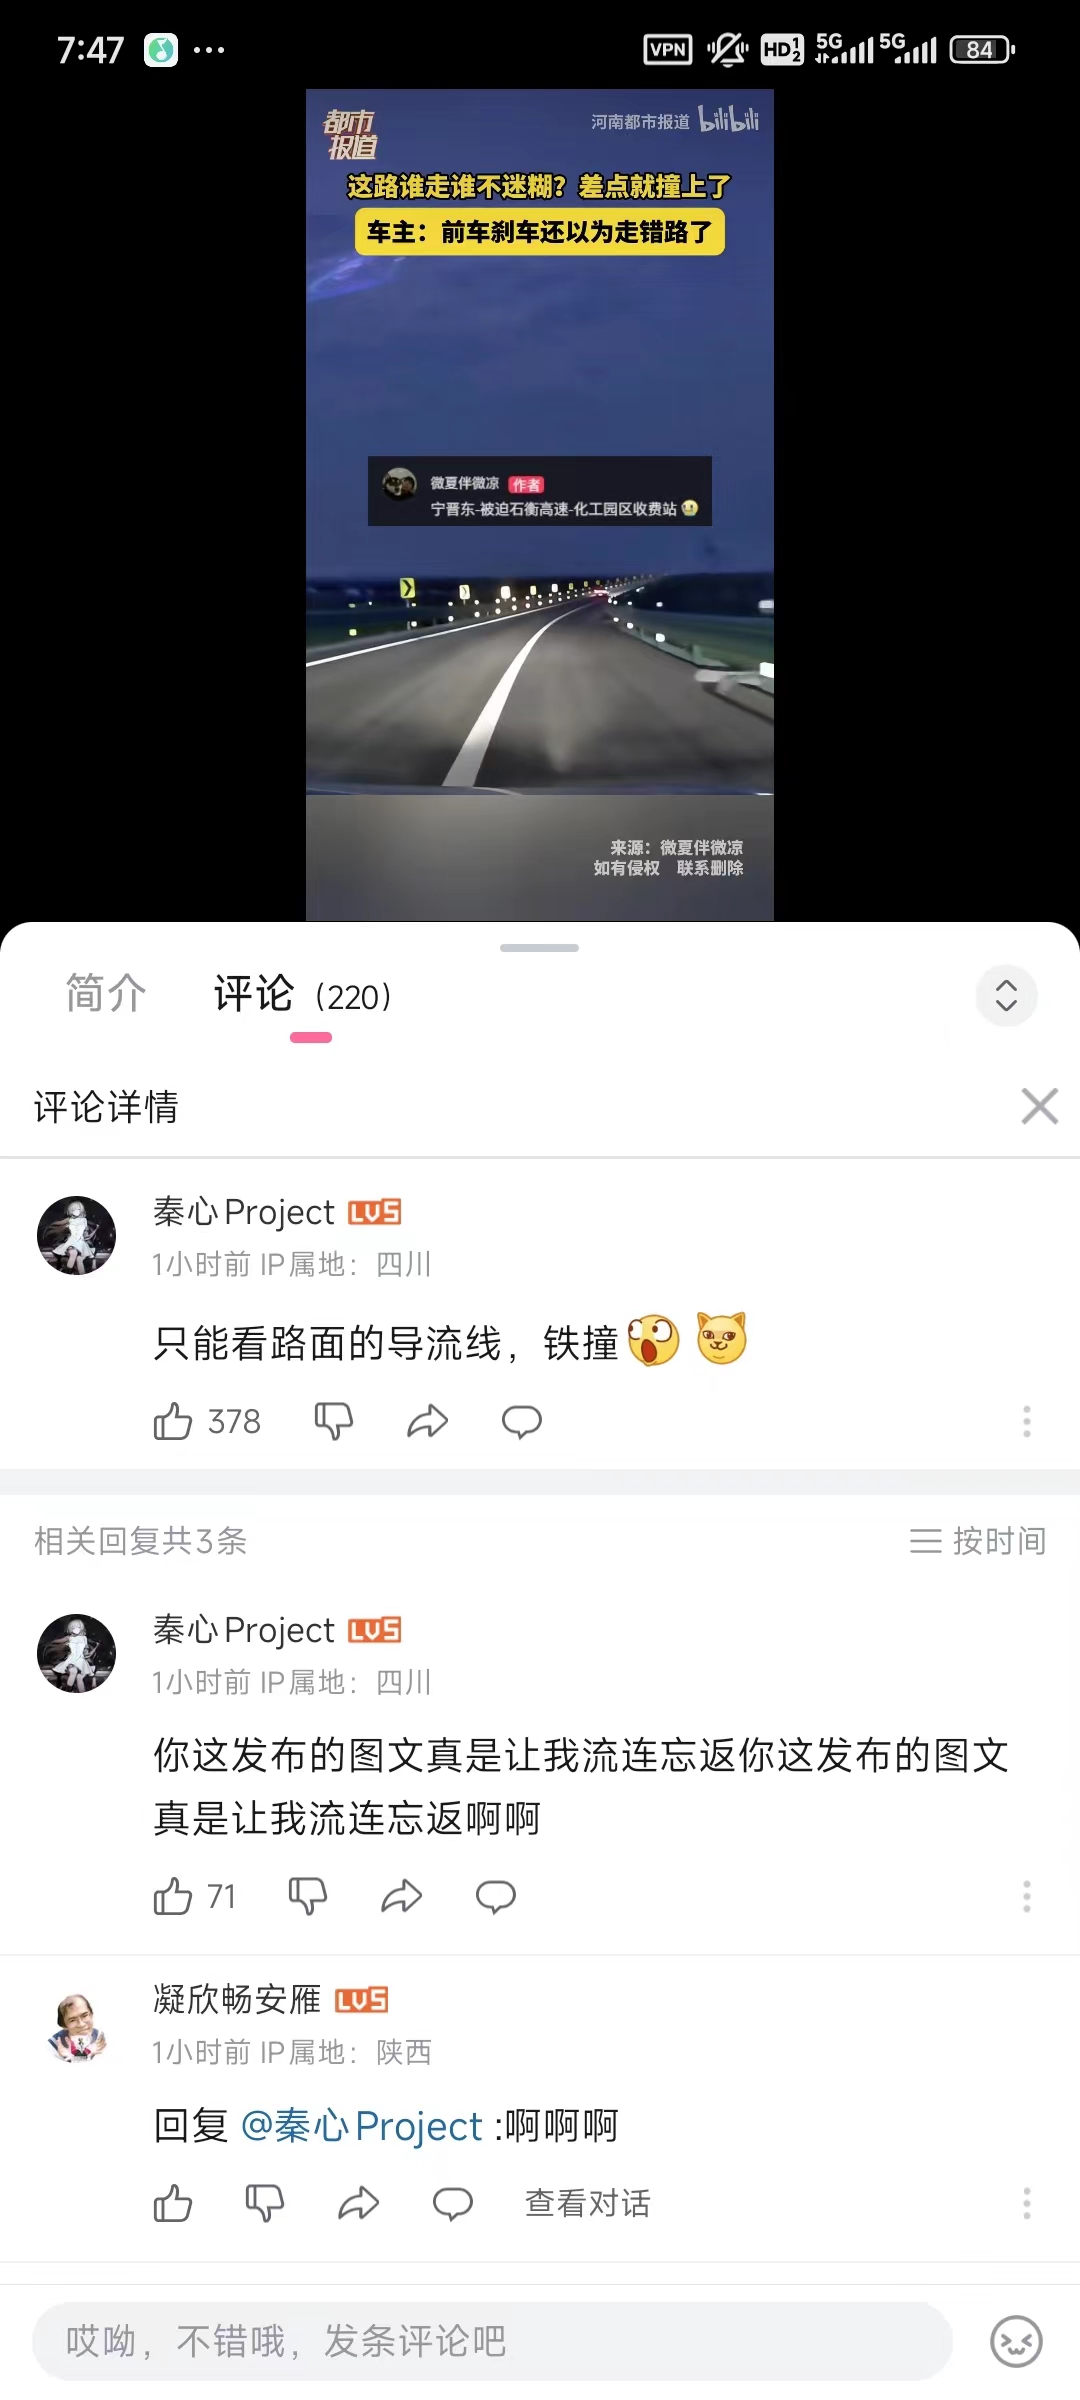 7:47
VPN HD 1 2 5G 5G 84
都市
报道
河南都市报道 bilibili
这路谁走谁不迷糊？差点就撞上了
车主：前车刹车还以为走错路了
微夏伴微凉 作者
宁晋东-被迫石衡高速-化工园区收费站
来源：微夏伴微凉
如有侵权 联系删除
简介 评论 (220)
评论详情
秦心Project LV5
1小时前 IP属地：四川
只能看路面的导流线，铁撞
378
相关回复共3条 按时间
秦心Project LV5
1小时前 IP属地：四川
你这发布的图文真是让我流连忘返你这发布的图文
真是让我流连忘返啊啊
71
凝欣畅安雁 LV5
1小时前 IP属地：陕西
回复 @秦心Project :啊啊啊
查看对话
哎呦，不错哦，发条评论吧